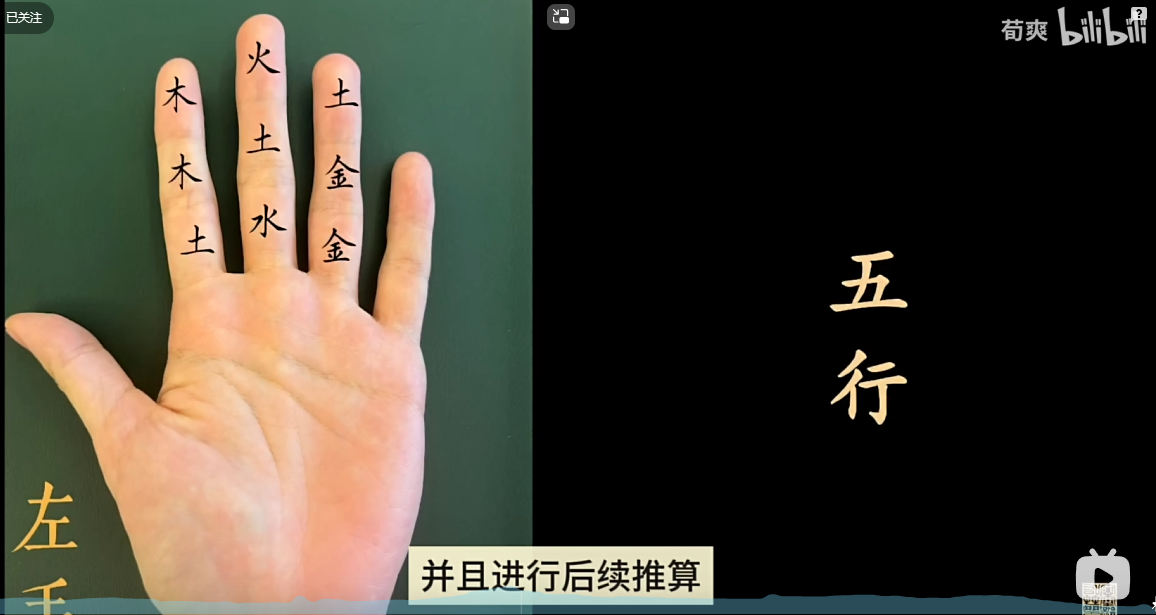 已关注
荀爽 bilibili
?
火
木 土
土
木 金
水
土 金
五
行
左
手
并且进行后续推算